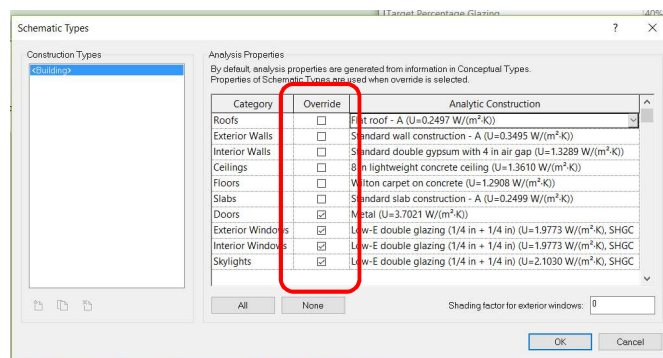 Target Percentage Glazing 40%
Schematic Types ? X
Construction Types
<Building>
Analysis Properties
By default, analysis properties are generated from information in Conceptual Types.
Properties of Schematic Types are used when override is selected.
Category Override Analytic Construction
Roofs Flat roof - A (U=0.2497 W/(m²·K))
Exterior Walls Standard wall construction - A (U=0.3495 W/(m²·K))
Interior Walls Standard double gypsum with 4 in air gap (U=1.3289 W/(m²·K))
Ceilings 8 in lightweight concrete ceiling (U=1.3610 W/(m²·K))
Floors Wilton carpet on concrete (U=1.2908 W/(m²·K))
Slabs Standard slab construction - A (U=0.2499 W/(m²·K))
Doors Metal (U=3.7021 W/(m²·K))
Exterior Windows Low-E double glazing (1/4 in + 1/4 in) (U=1.9773 W/(m²·K), SHGC
Interior Windows Low-E double glazing (1/4 in + 1/4 in) (U=1.9773 W/(m²·K), SHGC
Skylights Low-E double glazing (1/4 in + 1/4 in) (U=2.1030 W/(m²·K), SHGC
All None Shading factor for exterior windows: 0
OK Cancel